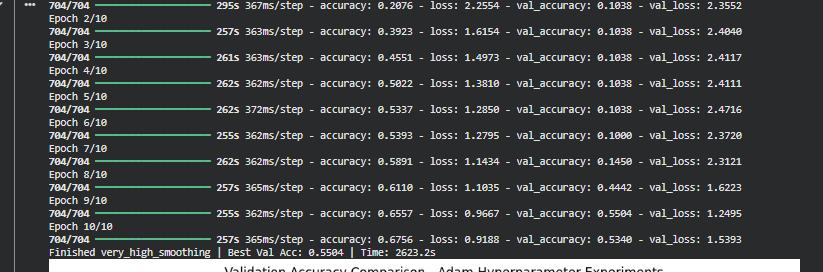 704/704 ━━━━━━━━━━━━━━━━━━━━ 295s 367ms/step - accuracy: 0.2076 - loss: 2.2554 - val_accuracy: 0.1038 - val_loss: 2.3552
Epoch 2/10
704/704 ━━━━━━━━━━━━━━━━━━━━ 257s 363ms/step - accuracy: 0.3923 - loss: 1.6154 - val_accuracy: 0.1038 - val_loss: 2.4040
Epoch 3/10
704/704 ━━━━━━━━━━━━━━━━━━━━ 261s 363ms/step - accuracy: 0.4551 - loss: 1.4973 - val_accuracy: 0.1038 - val_loss: 2.4117
Epoch 4/10
704/704 ━━━━━━━━━━━━━━━━━━━━ 262s 362ms/step - accuracy: 0.5022 - loss: 1.3810 - val_accuracy: 0.1038 - val_loss: 2.4111
Epoch 5/10
704/704 ━━━━━━━━━━━━━━━━━━━━ 262s 372ms/step - accuracy: 0.5337 - loss: 1.2850 - val_accuracy: 0.1038 - val_loss: 2.4716
Epoch 6/10
704/704 ━━━━━━━━━━━━━━━━━━━━ 255s 362ms/step - accuracy: 0.5393 - loss: 1.2795 - val_accuracy: 0.1000 - val_loss: 2.3720
Epoch 7/10
704/704 ━━━━━━━━━━━━━━━━━━━━ 262s 362ms/step - accuracy: 0.5891 - loss: 1.1434 - val_accuracy: 0.1450 - val_loss: 2.3121
Epoch 8/10
704/704 ━━━━━━━━━━━━━━━━━━━━ 257s 365ms/step - accuracy: 0.6110 - loss: 1.1035 - val_accuracy: 0.4442 - val_loss: 1.6223
Epoch 9/10
704/704 ━━━━━━━━━━━━━━━━━━━━ 255s 362ms/step - accuracy: 0.6557 - loss: 0.9667 - val_accuracy: 0.5504 - val_loss: 1.2495
Epoch 10/10
704/704 ━━━━━━━━━━━━━━━━━━━━ 257s 365ms/step - accuracy: 0.6756 - loss: 0.9188 - val_accuracy: 0.5340 - val_loss: 1.5393
Finished very_high_smoothing | Best Val Acc: 0.5504 | Time: 2623.2s
Validation Accuracy Comparison - Adam Hyperparameter Experiments